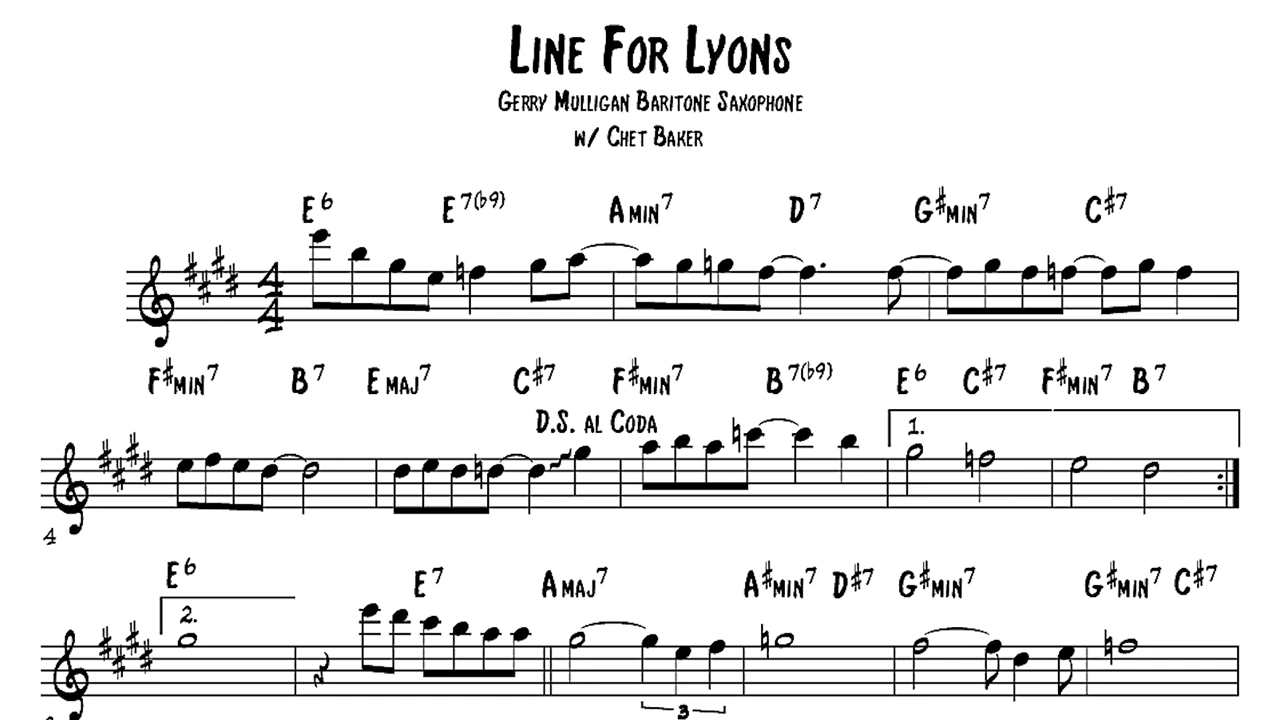 LINE FOR LYONS
GERRY MULLIGAN BARITONE SAXOPHONE
W/ CHET BAKER
E6 E7(b9) AMIN7 D7 G#MIN7 C#7
4
4
F#MIN7 B7 EMAJ7 C#7 F#MIN7 B7(b9) E6 C#7 F#MIN7 B7
D.S. AL CODA 1.
4
E6 E7 AMAJ7 A#MIN7 D#7 G#MIN7 G#MIN7 C#7
2.
3